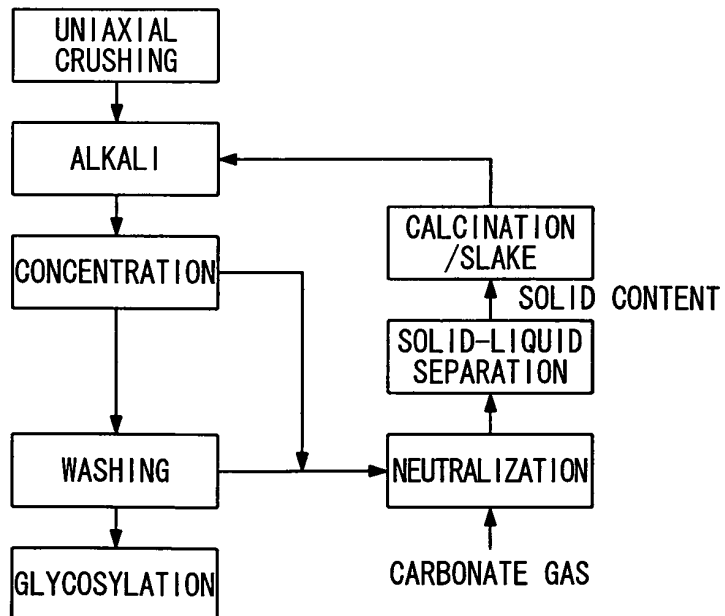 UNIAXIAL
CRUSHING
ALKALI
CONCENTRATION
CALCINATION
/SLAKE
SOLID CONTENT
SOLID-LIQUID
SEPARATION
WASHING
NEUTRALIZATION
GLYCOSYLATION
CARBONATE GAS